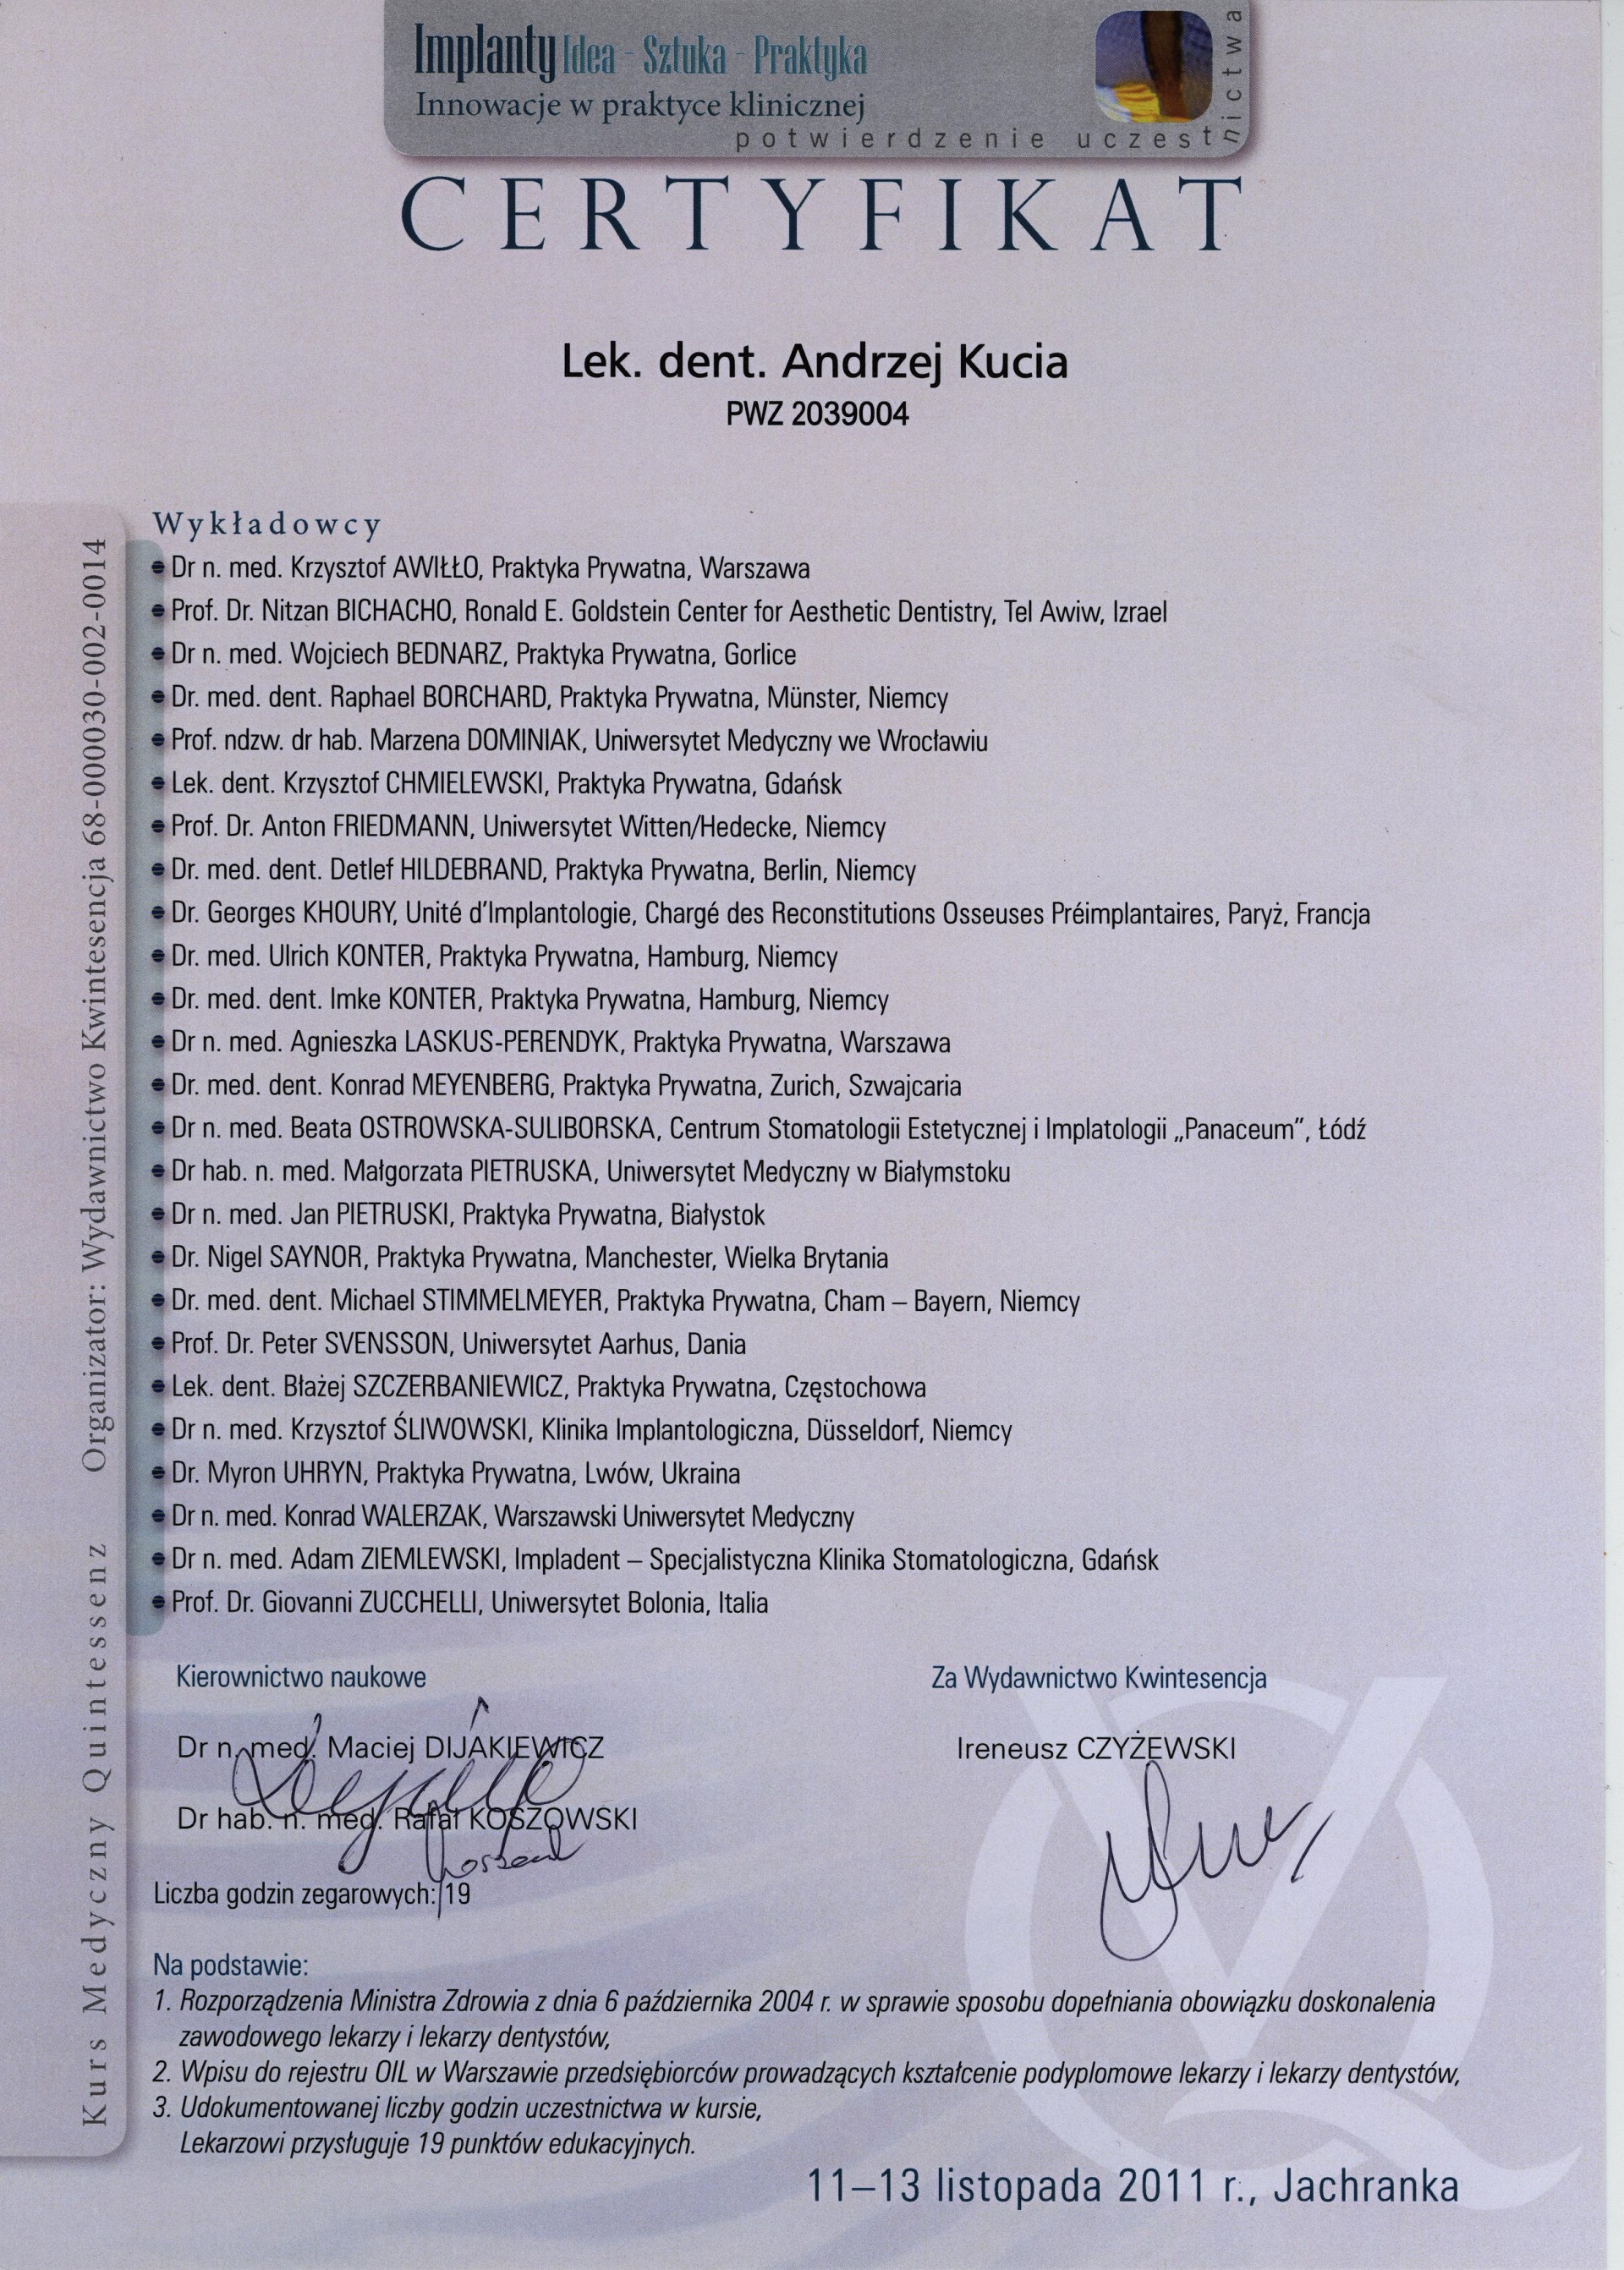 Implanty Idea - Sztuka - Praktyka
Innowacje w praktyce klinicznej
potwierdzenie uczestnictwa
CERTYFIKAT
Lek. dent. Andrzej Kucia
PWZ 2039004
Wykładowcy
• Dr n. med. Krzysztof AWIŁŁO, Praktyka Prywatna, Warszawa
• Prof. Dr. Nitzan BICHACHO, Ronald E. Goldstein Center for Aesthetic Dentistry, Tel Awiw, Izrael
• Dr n. med. Wojciech BEDNARZ, Praktyka Prywatna, Gorlice
• Dr. med. dent. Raphael BORCHARD, Praktyka Prywatna, Münster, Niemcy
• Prof. ndzw. dr hab. Marzena DOMINIAK, Uniwersytet Medyczny we Wrocławiu
• Lek. dent. Krzysztof CHMIELEWSKI, Praktyka Prywatna, Gdańsk
• Prof. Dr. Anton FRIEDMANN, Uniwersytet Witten/Hedecke, Niemcy
• Dr. med. dent. Detlef HILDEBRAND, Praktyka Prywatna, Berlin, Niemcy
• Dr. Georges KHOURY, Unité d'Implantologie, Chargé des Reconstitutions Osseuses Préimplantaires, Paryż, Francja
• Dr. med. Ulrich KONTER, Praktyka Prywatna, Hamburg, Niemcy
• Dr. med. dent. Imke KONTER, Praktyka Prywatna, Hamburg, Niemcy
• Dr n. med. Agnieszka LASKUS-PERENDYK, Praktyka Prywatna, Warszawa
• Dr. med. dent. Konrad MEYENBERG, Praktyka Prywatna, Zurich, Szwajcaria
• Dr n. med. Beata OSTROWSKA-SULIBORSKA, Centrum Stomatologii Estetycznej i Implatologii „Panaceum”, Łódź
• Dr hab. n. med. Małgorzata PIETRUSKA, Uniwersytet Medyczny w Białymstoku
• Dr n. med. Jan PIETRUSKI, Praktyka Prywatna, Białystok
• Dr. Nigel SAYNOR, Praktyka Prywatna, Manchester, Wielka Brytania
• Dr. med. dent. Michael STIMMELMEYER, Praktyka Prywatna, Cham – Bayern, Niemcy
• Prof. Dr. Peter SVENSSON, Uniwersytet Aarhus, Dania
• Lek. dent. Błażej SZCZERBANIEWICZ, Praktyka Prywatna, Częstochowa
• Dr n. med. Krzysztof ŚLIWOWSKI, Klinika Implantologiczna, Düsseldorf, Niemcy
• Dr. Myron UHRYN, Praktyka Prywatna, Lwów, Ukraina
• Dr n. med. Konrad WALERZAK, Warszawski Uniwersytet Medyczny
• Dr n. med. Adam ZIEMLEWSKI, Impladent – Specjalistyczna Klinika Stomatologiczna, Gdańsk
• Prof. Dr. Giovanni ZUCCHELLI, Uniwersytet Bolonia, Italia
Kurs Medyczny Quintessenz Organizator: Wydawnictwo Kwintesencja 68-000030-002-0014
Kierownictwo naukowe
Dr n. med. Maciej DIJAKIEWICZ
Dr hab. n. med. Rafał KOSZOWSKI
Za Wydawnictwo Kwintesencja
Ireneusz CZYŻEWSKI
Liczba godzin zegarowych: 19
Na podstawie:
1. Rozporządzenia Ministra Zdrowia z dnia 6 października 2004 r. w sprawie sposobu dopełniania obowiązku doskonalenia
zawodowego lekarzy i lekarzy dentystów,
2. Wpisu do rejestru OIL w Warszawie przedsiębiorców prowadzących kształcenie podyplomowe lekarzy i lekarzy dentystów,
3. Udokumentowanej liczby godzin uczestnictwa w kursie,
Lekarzowi przysługuje 19 punktów edukacyjnych.
11–13 listopada 2011 r., Jachranka